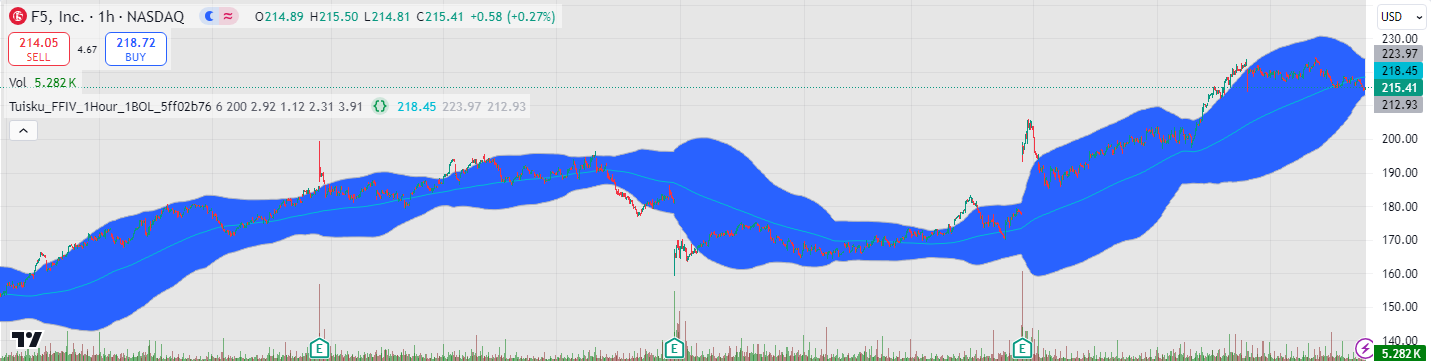 F5, Inc. · 1h · NASDAQ O214.89 H215.50 L214.81 C215.41 +0.58 (+0.27%)
USD
214.05 4.67 218.72
SELL BUY
Vol 5.282 K
Tuisku_FFIV_1Hour_1BOL_5ff02b76 6 200 2.92 1.12 2.31 3.91 218.45 223.97 212.93
230.00
223.97
218.45
215.41
212.93
200.00
190.00
180.00
170.00
160.00
150.00
140.00
5.282 K
E E E